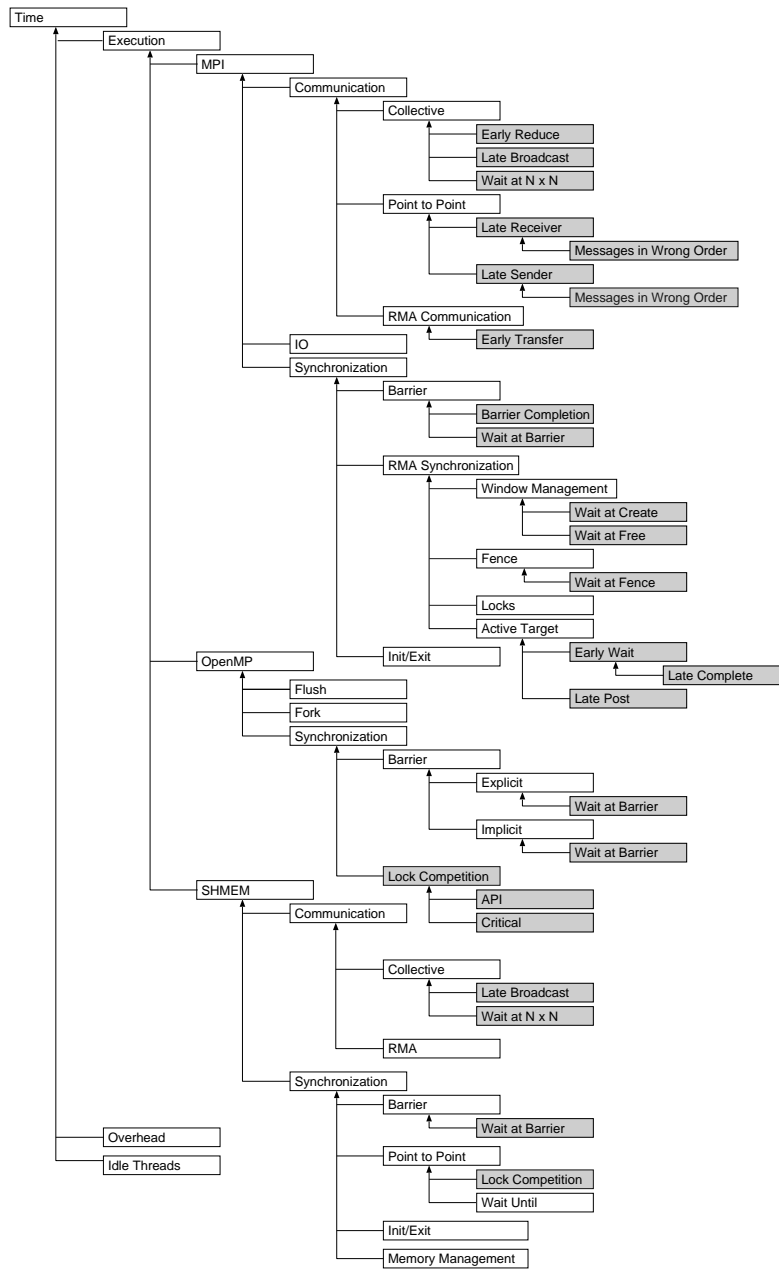 Time
Execution
MPI
Communication
Collective
Early Reduce
Late Broadcast
Wait at N x N
Point to Point
Late Receiver
Messages in Wrong Order
Late Sender
Messages in Wrong Order
RMA Communication
Early Transfer
IO
Synchronization
Barrier
Barrier Completion
Wait at Barrier
RMA Synchronization
Window Management
Wait at Create
Wait at Free
Fence
Wait at Fence
Locks
Active Target
Early Wait
Late Complete
Late Post
Init/Exit
OpenMP
Flush
Fork
Synchronization
Barrier
Explicit
Wait at Barrier
Implicit
Wait at Barrier
Lock Competition
API
Critical
SHMEM
Communication
Collective
Late Broadcast
Wait at N x N
RMA
Synchronization
Barrier
Wait at Barrier
Point to Point
Lock Competition
Wait Until
Init/Exit
Memory Management
Overhead
Idle Threads